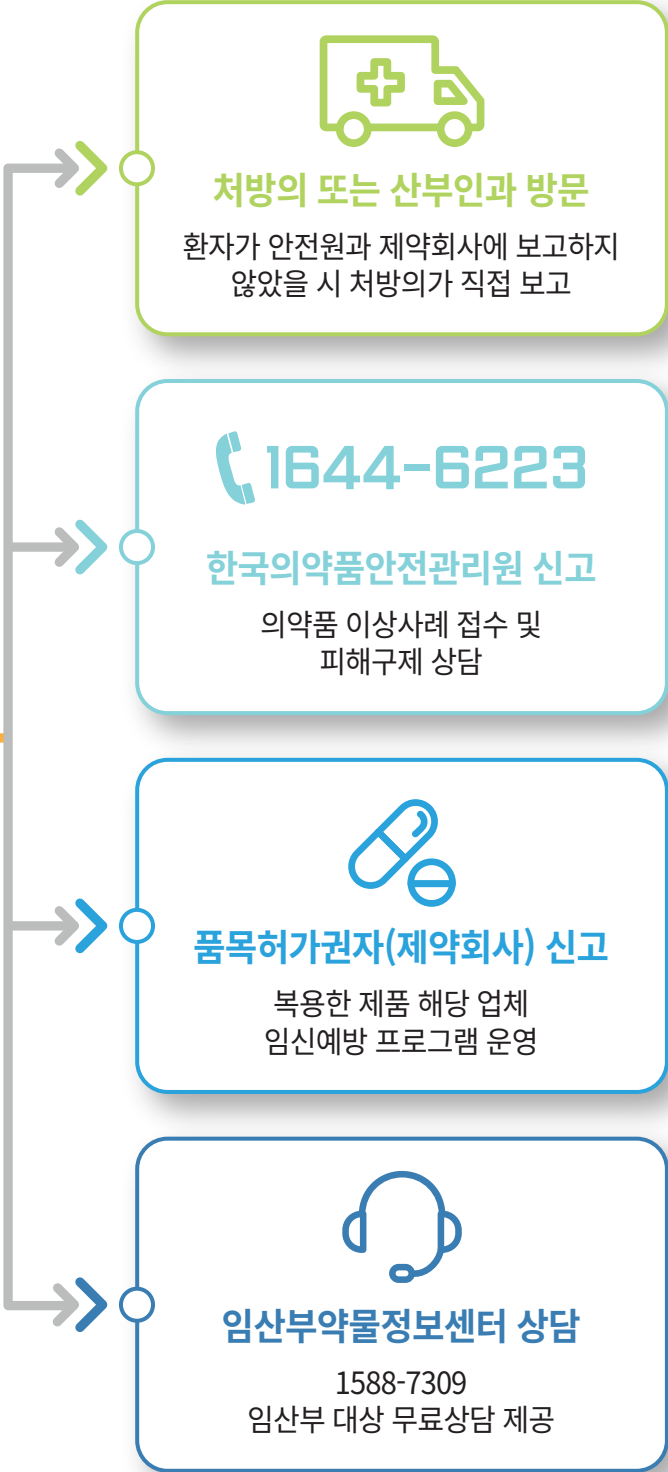 처방의 또는 산부인과 방문
환자가 안전원과 제약회사에 보고하지
않았을 시 처방의가 직접 보고
1644-6223
한국의약품안전관리원 신고
의약품 이상사례 접수 및
피해구제 상담
품목허가권자(제약회사) 신고
복용한 제품 해당 업체
임신예방 프로그램 운영
임산부약물정보센터 상담
1588-7309
임산부 대상 무료상담 제공